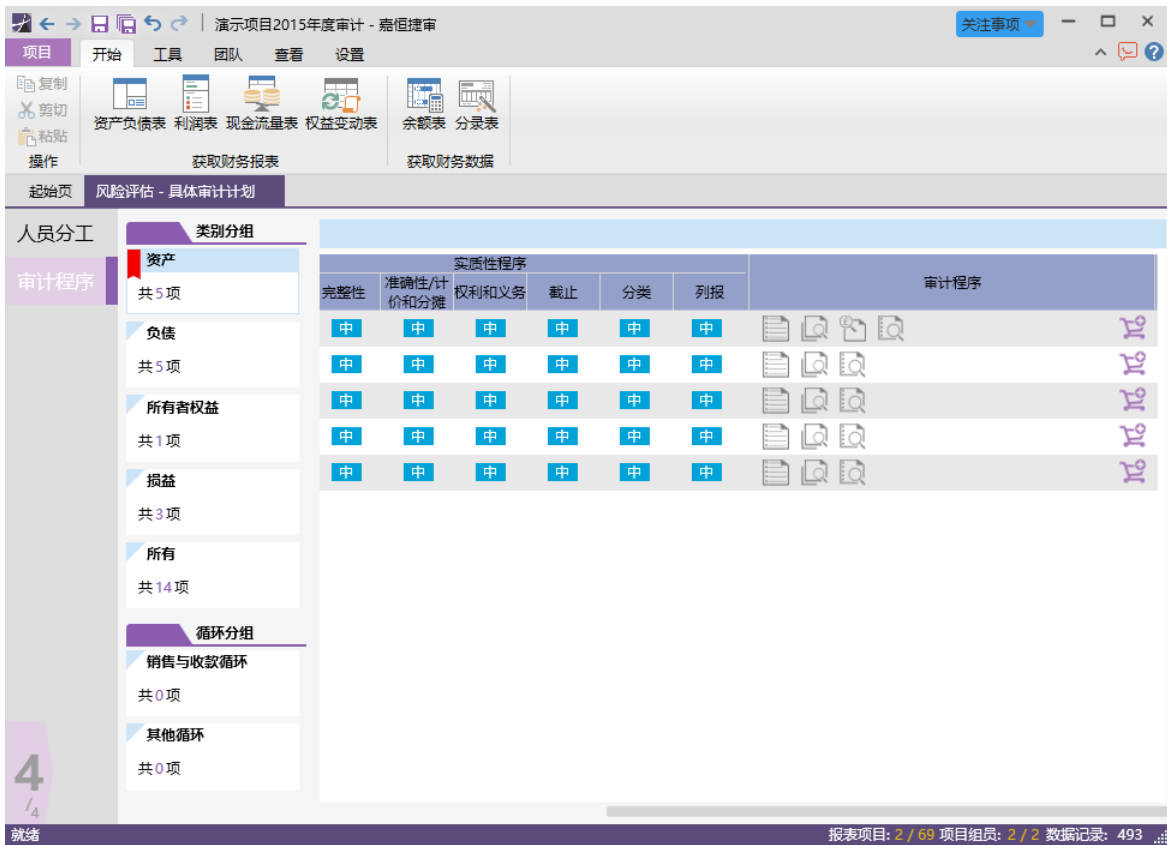 演示项目2015年度审计 - 嘉恒捷审
关注事项
项目 开始 工具 团队 查看 设置
复制
剪切
粘贴
资产负债表 利润表 现金流量表 权益变动表 余额表 分录表
操作 获取财务报表 获取财务数据
起始页 风险评估 - 具体审计计划
人员分工
审计程序
类别分组
资产
共5项
负债
共5项
所有者权益
共1项
损益
共3项
所有
共14项
循环分组
销售与收款循环
共0项
其他循环
共0项
实质性程序 审计程序
完整性 准确性/计价和分摊 权利和义务 截止 分类 列报
中 中 中 中 中 中
中 中 中 中 中 中
中 中 中 中 中 中
中 中 中 中 中 中
中 中 中 中 中 中
4
/4
就绪 报表项目: 2 / 69 项目组员: 2 / 2 数据记录: 493